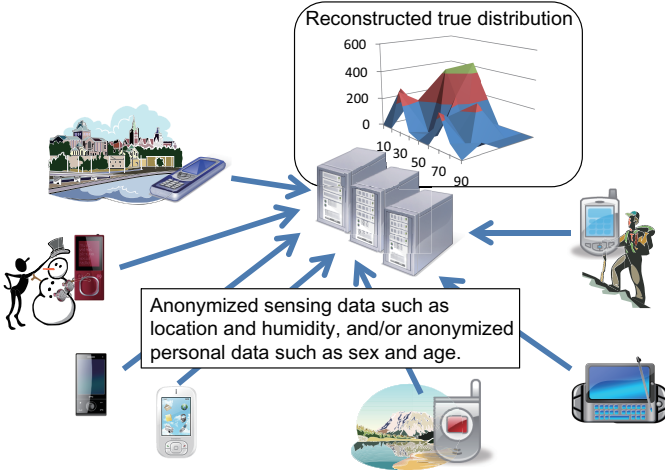 Reconstructed true distribution
600
400
200
0
10
30
50
70
90
Anonymized sensing data such as
location and humidity, and/or anonymized
personal data such as sex and age.